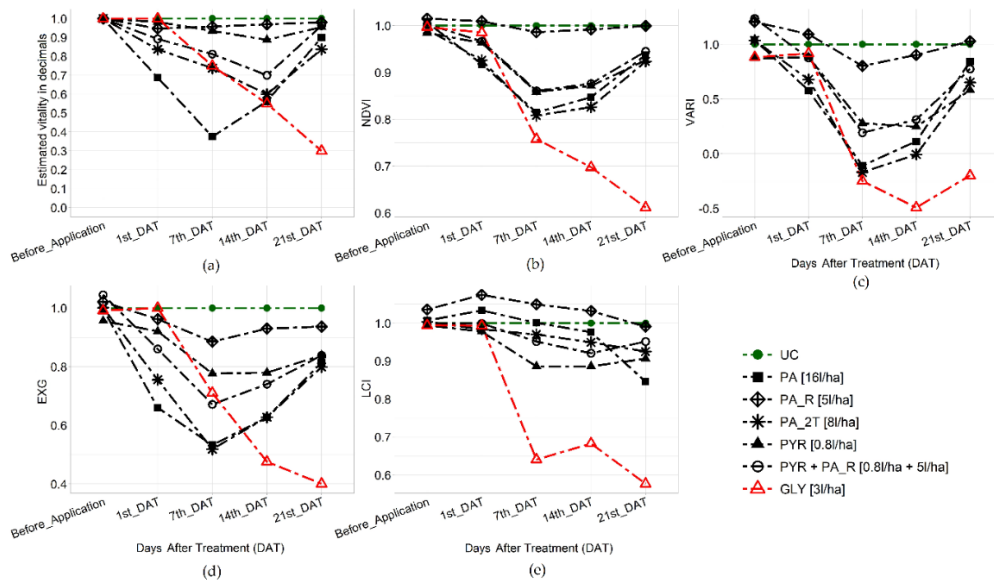 Estimated vitality in decimals
1.0
0.9
0.8
0.7
0.6
0.5
0.4
0.3
0.2
0.1
0.0
Before_Application
1st_DAT
7th_DAT
14th_DAT
21st_DAT
(a)
NDVI
1.0
0.9
0.8
0.7
0.6
Before_Application
1st_DAT
7th_DAT
14th_DAT
21st_DAT
(b)
VARI
1.0
0.5
0.0
-0.5
Before_Application
1st_DAT
7th_DAT
14th_DAT
21st_DAT
Days After Treatment (DAT)
(c)
EXG
1.0
0.8
0.6
0.4
Before_Application
1st_DAT
7th_DAT
14th_DAT
21st_DAT
Days After Treatment (DAT)
(d)
LCI
1.0
0.9
0.8
0.7
0.6
Before_Application
1st_DAT
7th_DAT
14th_DAT
21st_DAT
Days After Treatment (DAT)
(e)
UC
PA [16l/ha]
PA_R [5l/ha]
PA_2T [8l/ha]
PYR [0.8l/ha]
PYR + PA_R [0.8l/ha + 5l/ha]
GLY [3l/ha]